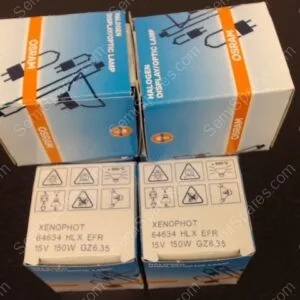 OSRAM
HALOGEN
DISPLAY/OPTIC LAMP
OSRAM
HALOGEN
DISPLAY/OPTIC LAMP
XENOPHOT
64634 HLX EFR
15V 150W GZ6,35
XENOPHOT
64634 HLX EFR
15V 150W GZ6,35